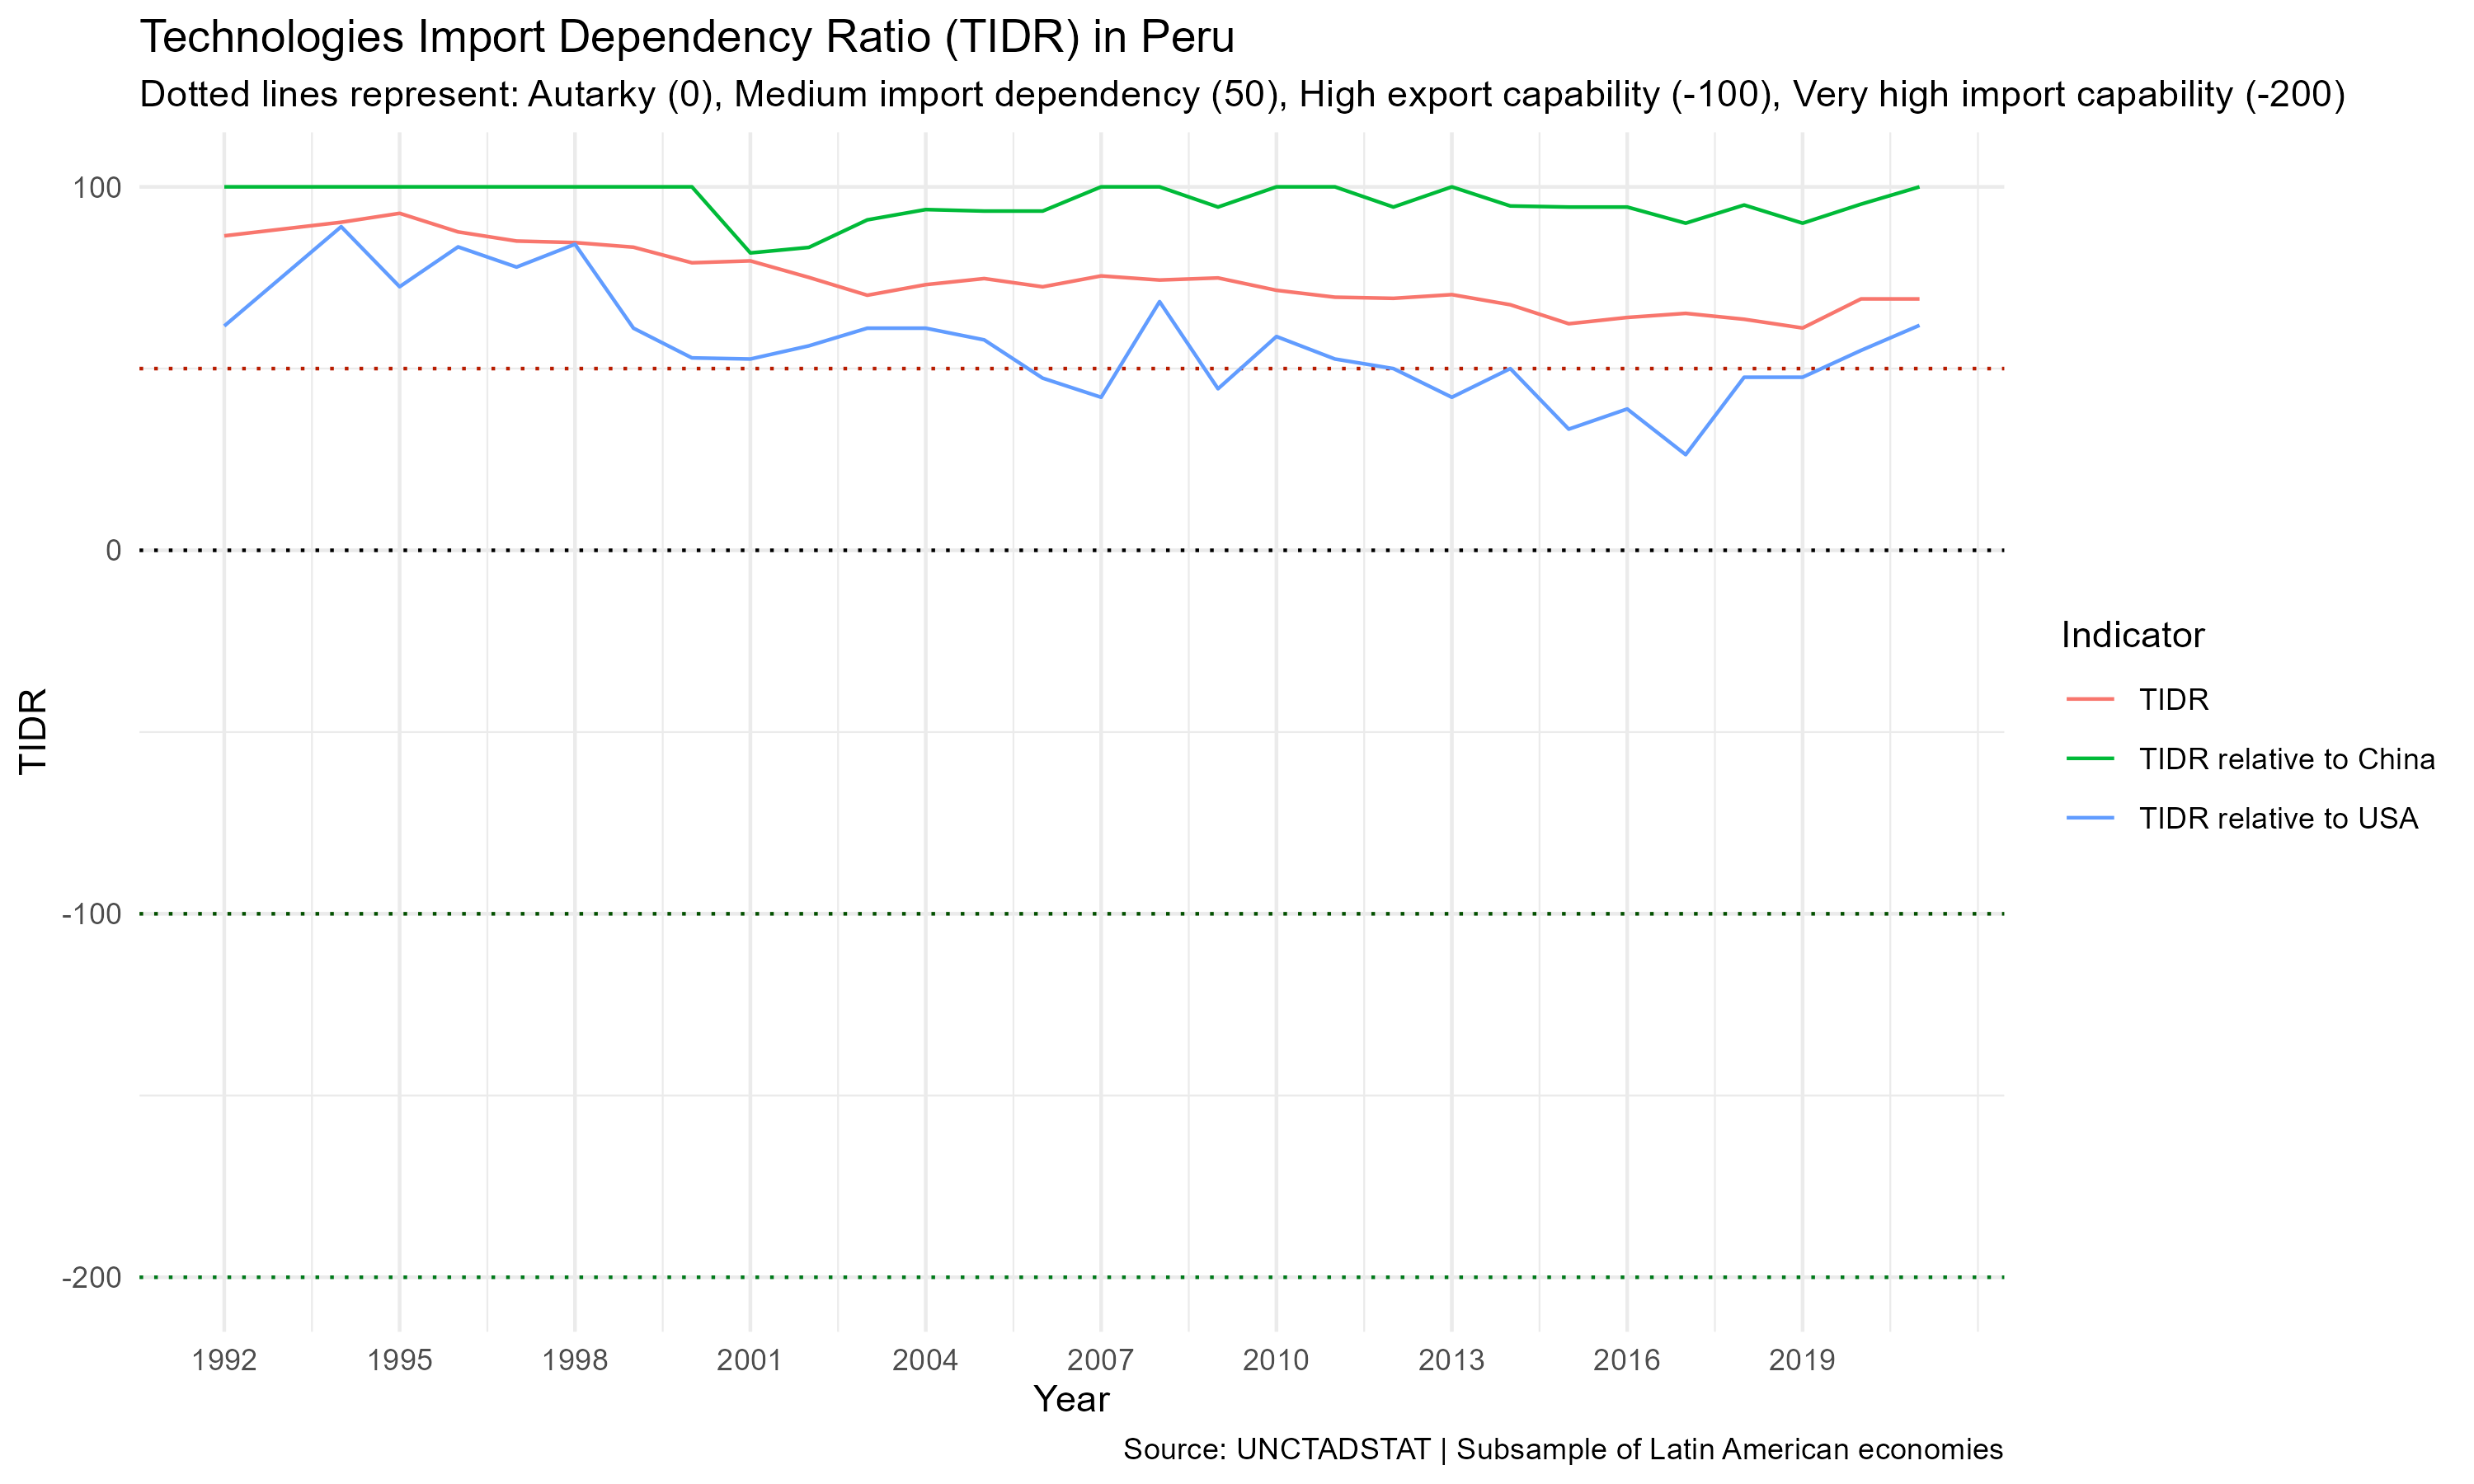 Technologies Import Dependency Ratio (TIDR) in Peru
Dotted lines represent: Autarky (0), Medium import dependency (50), High export capability (-100), Very high import capability (-200)
100
0
-100
-200
TIDR
1992 1995 1998 2001 2004 2007 2010 2013 2016 2019
Year
Indicator
TIDR
TIDR relative to China
TIDR relative to USA
Source: UNCTADSTAT | Subsample of Latin American economies